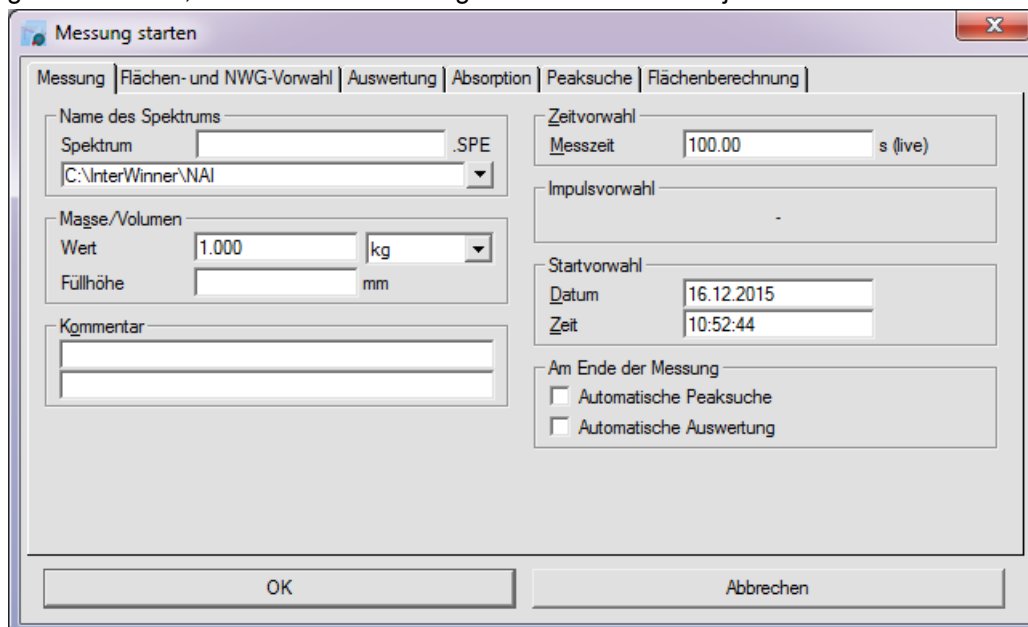 Messung starten
Messung Flächen- und NWG-Vorwahl Auswertung Absorption Peaksuche Flächenberechnung
Name des Spektrums
Spektrum .SPE
C:\InterWinner\NAI
Masse/Volumen
Wert 1.000 kg
Füllhöhe mm
Kommentar
Zeitvorwahl
Messzeit 100.00 s (live)
Impulsvorwahl
-
Startvorwahl
Datum 16.12.2015
Zeit 10:52:44
Am Ende der Messung
Automatische Peaksuche
Automatische Auswertung
OK Abbrechen